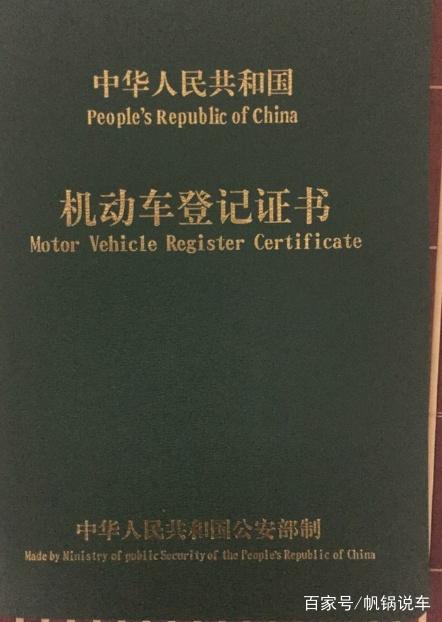 中华人民共和国
People's Republic of China
机动车登记证书
Motor Vehicle Register Certificate
中华人民共和国公安部制
Made by Ministry of public Security of the People's Republic of China
百家号/帆锅说车